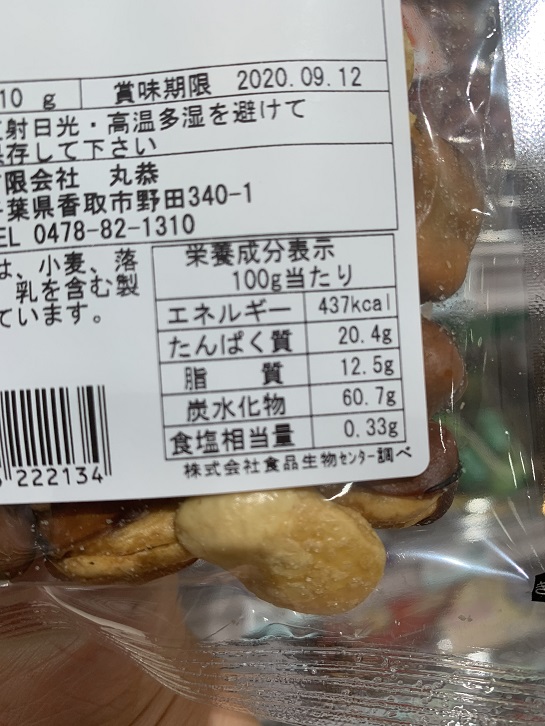 10 g 賞味期限 2020.09.12
射日光・高温多湿を避けて
保存して下さい
有限会社 丸恭
千葉県香取市野田340-1
TEL 0478-82-1310
は、小麦、落
乳を含む製
ています。
栄養成分表示
100g当たり
エネルギー 437kcal
たんぱく質 20.4g
脂 質 12.5g
炭水化物 60.7g
食塩相当量 0.33g
株式会社食品生物センター調べ
222134